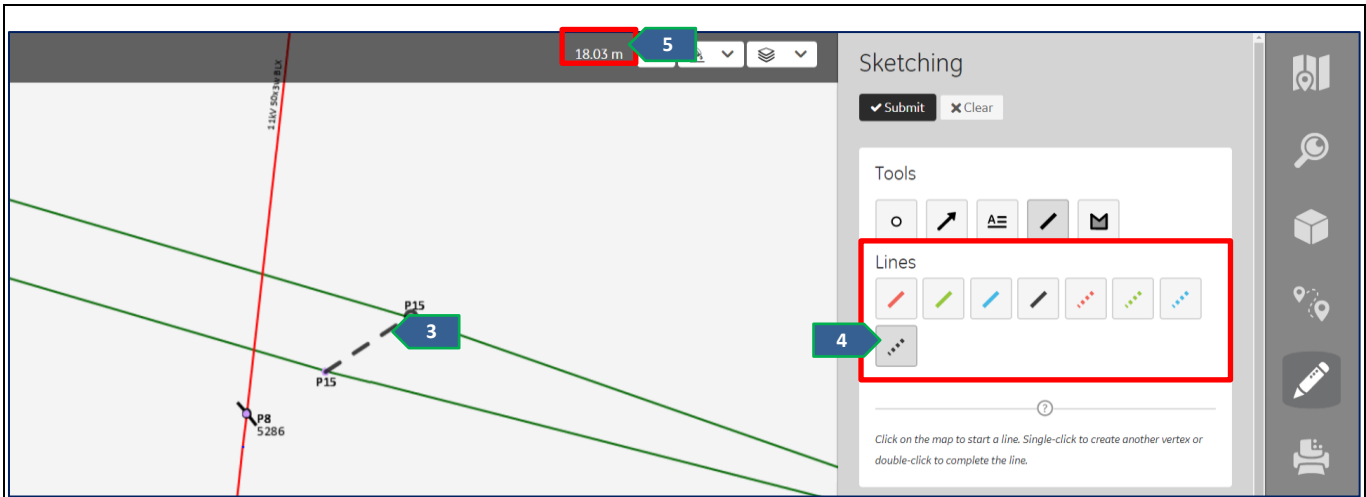 18.03 m
5
11kV 50x3W BLX
P15
3
P15
P8
5286
Sketching
Submit
Clear
Tools
A
Lines
4
?
Click on the map to start a line. Single-click to create another vertex or
double-click to complete the line.